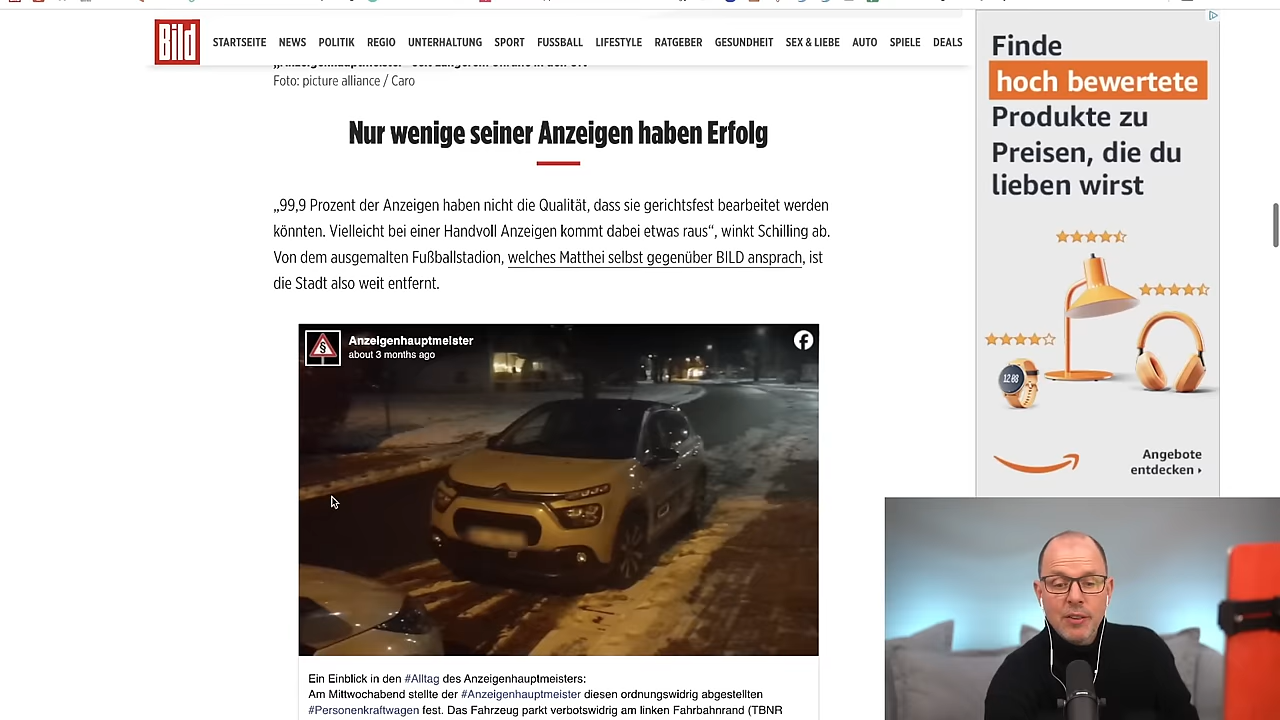 Bild
STARTSEITE NEWS POLITIK REGIO UNTERHALTUNG SPORT FUSSBALL LIFESTYLE RATGEBER GESUNDHEIT SEX & LIEBE AUTO SPIELE DEALS
Foto: picture alliance / Caro
Nur wenige seiner Anzeigen haben Erfolg
„99,9 Prozent der Anzeigen haben nicht die Qualität, dass sie gerichtsfest bearbeitet werden
könnten. Vielleicht bei einer Handvoll Anzeigen kommt dabei etwas raus“, winkt Schilling ab.
Von dem ausgemalten Fußballstadion, welches Matthei selbst gegenüber BILD ansprach, ist
die Stadt also weit entfernt.
§
Anzeigenhauptmeister
about 3 months ago
Ein Einblick in den #Alltag des Anzeigenhauptmeisters:
Am Mittwochabend stellte der #Anzeigenhauptmeister diesen ordnungswidrig abgestellten
#Personenkraftwagen fest. Das Fahrzeug parkt verbotswidrig am linken Fahrbahnrand (TBNR
Finde
hoch bewertete
Produkte zu
Preisen, die du
lieben wirst
12:08
Angebote
entdecken ›